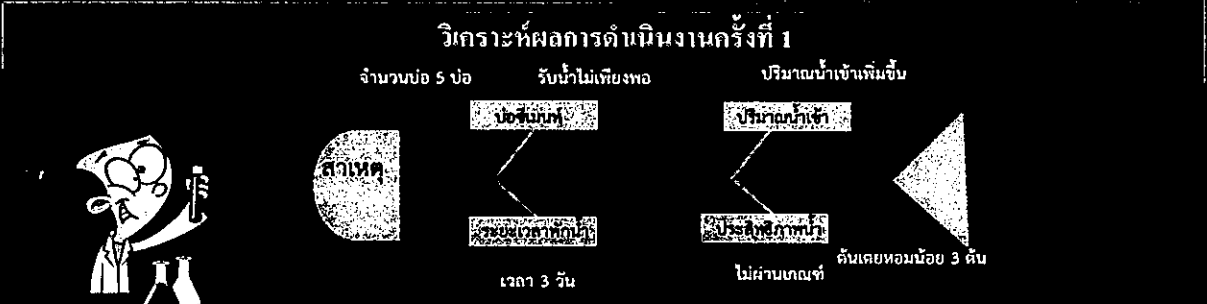 วิเคราะห์ผลการดำเนินงานครั้งที่ 1
จำนวนบ่อ 5 บ่อ
รับน้ำไม่เพียงพอ
ปริมาณน้ำเข้าเพิ่มขึ้น
บ่อซีเมนท์
ปริมาณน้ำเข้า
สาเหตุ
ระยะเวลาพักน้ำ
ประสิทธิภาพน้ำ
เวลา 3 วัน
ไม่ผ่านเกณฑ์
ต้นเตยหอมน้อย 3 ต้น